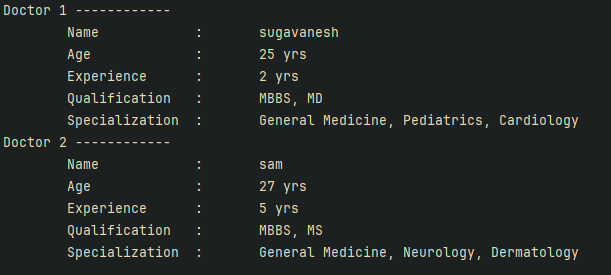 Doctor 1 ------------
Name : sugavanesh
Age : 25 yrs
Experience : 2 yrs
Qualification : MBBS, MD
Specialization : General Medicine, Pediatrics, Cardiology
Doctor 2 ------------
Name : sam
Age : 27 yrs
Experience : 5 yrs
Qualification : MBBS, MS
Specialization : General Medicine, Neurology, Dermatology